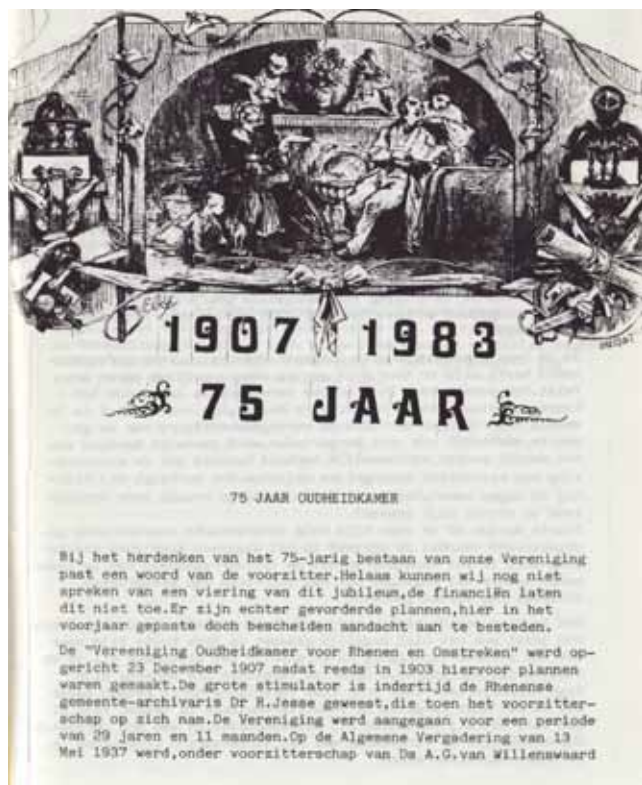 1907 1983
75 JAAR
75 JAAR OUDHEIDKAMER
Bij het herdenken van het 75-jarig bestaan van onze Vereniging
past een woord van de voorzitter.Helaas kunnen wij nog niet
spreken van een viering van dit jubileum,de financiën laten
dit niet toe.Er zijn echter gevorderde plannen,hier in het
voorjaar gepaste doch bescheiden aandacht aan te besteden.
De "Vereeniging Oudheidkamer voor Rhenen en Omstreken" werd op-
gericht 23 December 1907 nadat reeds in 1903 hiervoor plannen
waren gemaakt.De grote stimulator is indertijd de Rhenense
gemeente-archivaris Dr R.Jesse geweest,die toen het voorzitter-
schap op zich nam.De Vereniging werd aangegaan voor een periode
van 29 jaren en 11 maanden.Op de Algemene Vergadering van 13
Mei 1937 werd,onder voorzitterschap van Ds A.G.van Willenswaard